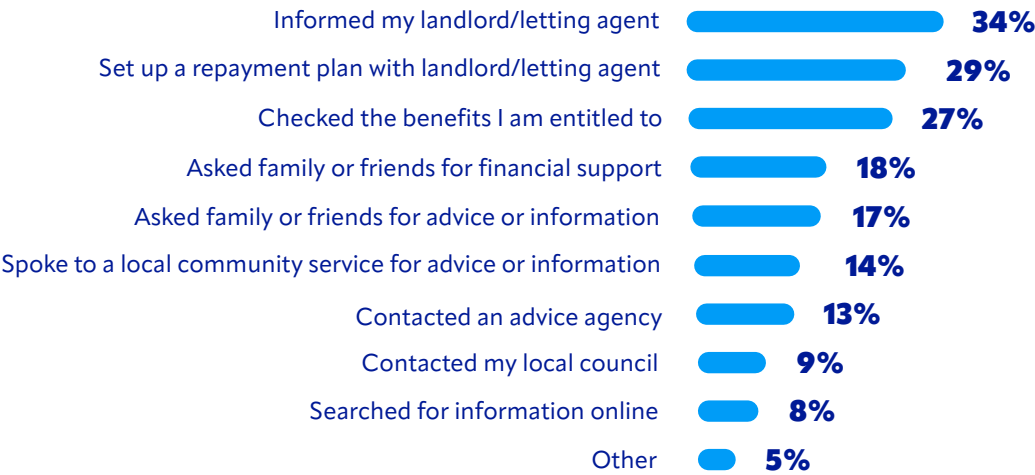 Informed my landlord/letting agent 34%
Set up a repayment plan with landlord/letting agent 29%
Checked the benefits I am entitled to 27%
Asked family or friends for financial support 18%
Asked family or friends for advice or information 17%
Spoke to a local community service for advice or information 14%
Contacted an advice agency 13%
Contacted my local council 9%
Searched for information online 8%
Other 5%